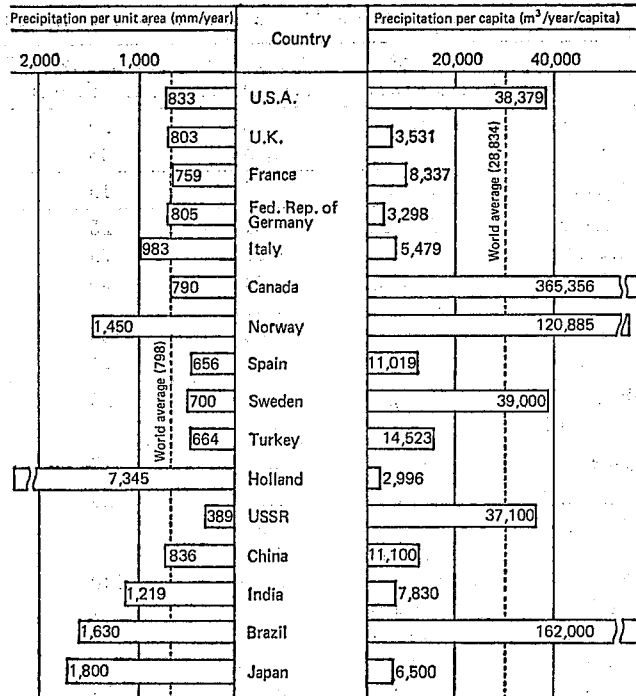 Precipitation per unit area (mm/year) Country Precipitation per capita (m³/year/capita)
2,000 1,000 20,000 40,000
833 U.S.A. 38,379
803 U.K. 3,531
759 France 8,337
805 Fed. Rep. of Germany 3,298
983 Italy 5,479
790 Canada 365,356
1,450 Norway 120,885
656 Spain 11,019
700 Sweden 39,000
664 Turkey 14,523
7,345 Holland 2,996
389 USSR 37,100
836 China 11,100
1,219 India 7,830
1,630 Brazil 162,000
1,800 Japan 6,500
World average (798)
World average (28,834)